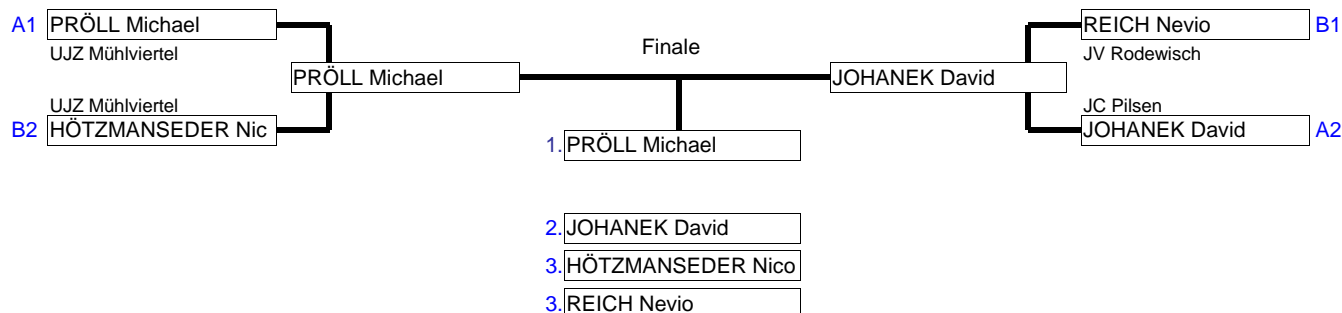 A1 PRÖLL Michael
UJZ Mühlviertel
UJZ Mühlviertel
B2 HÖTZMANSEDER Nic
PRÖLL Michael
Finale
JOHANEK David
REICH Nevio B1
JV Rodewisch
JC Pilsen
JOHANEK David A2
1. PRÖLL Michael
2. JOHANEK David
3. HÖTZMANSEDER Nico
3. REICH Nevio